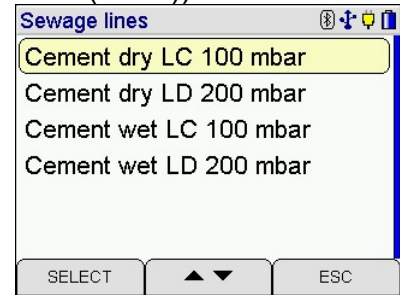 Sewage lines
Cement dry LC 100 mbar
Cement dry LD 200 mbar
Cement wet LC 100 mbar
Cement wet LD 200 mbar
SELECT
ESC